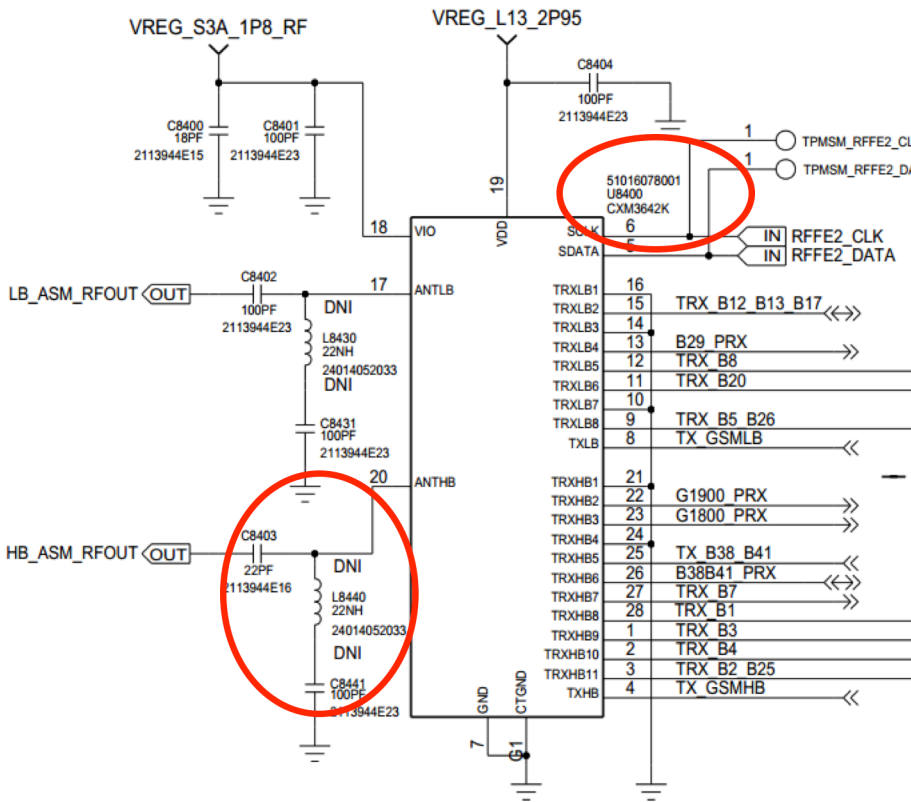 VREG_S3A_1P8_RF
VREG_L13_2P95
C8404
100PF
2113944E23
C8400
18PF
2113944E15
C8401
100PF
2113944E23
1
TPMSM_RFFE2_CL
1
TPMSM_RFFE2_DA
19
51016078001
U8400
CXM3642K
18
VIO
VDD
SCLK
6
IN
RFFE2_CLK
SDATA
5
IN
RFFE2_DATA
C8402
LB_ASM_RFOUT
OUT
100PF
2113944E23
17
ANTLB
DNI
L8430
22NH
24014052033
DNI
C8431
100PF
2113944E23
TRXLB1
16
TRXLB2
15
TRX_B12_B13_B17
TRXLB3
14
TRXLB4
13
B29_PRX
TRXLB5
12
TRX_B8
TRXLB6
11
TRX_B20
TRXLB7
10
TRXLB8
9
TRX_B5_B26
TXLB
8
TX_GSMLB
20
ANTHB
C8403
HB_ASM_RFOUT
OUT
22PF
2113944E16
DNI
L8440
22NH
24014052033
DNI
C8441
100PF
2113944E23
TRXHB1
21
TRXHB2
22
G1900_PRX
TRXHB3
23
G1800_PRX
TRXHB4
24
TRXHB5
25
TX_B38_B41
TRXHB6
26
B38B41_PRX
TRXHB7
27
TRX_B7
TRXHB8
28
TRX_B1
TRXHB9
1
TRX_B3
TRXHB10
2
TRX_B4
TRXHB11
3
TRX_B2_B25
TXHB
4
TX_GSMHB
GND
CTGND
7
G1